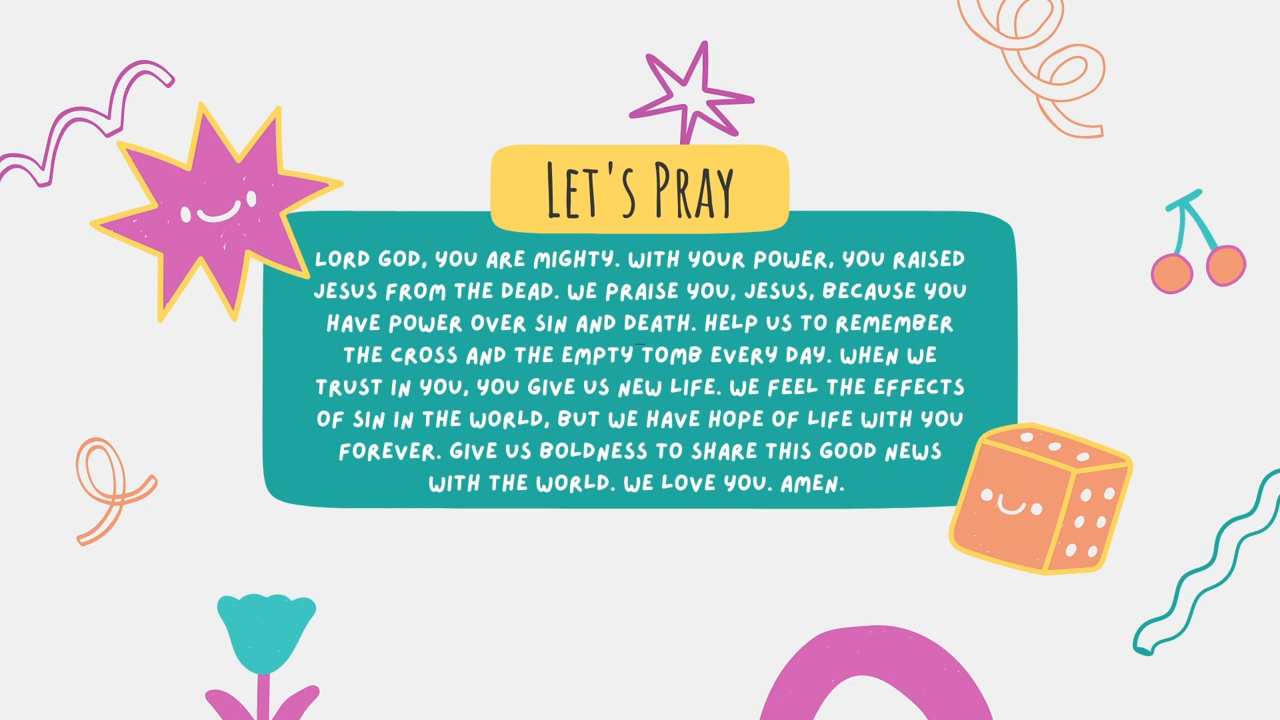 Let's Pray
LORD GOD, YOU ARE MIGHTY. WITH YOUR POWER, YOU RAISED
JESUS FROM THE DEAD. WE PRAISE YOU, JESUS, BECAUSE YOU
HAVE POWER OVER SIN AND DEATH. HELP US TO REMEMBER
THE CROSS AND THE EMPTY TOMB EVERY DAY. WHEN WE
TRUST IN YOU, YOU GIVE US NEW LIFE. WE FEEL THE EFFECTS
OF SIN IN THE WORLD, BUT WE HAVE HOPE OF LIFE WITH YOU
FOREVER. GIVE US BOLDNESS TO SHARE THIS GOOD NEWS
WITH THE WORLD. WE LOVE YOU. AMEN.